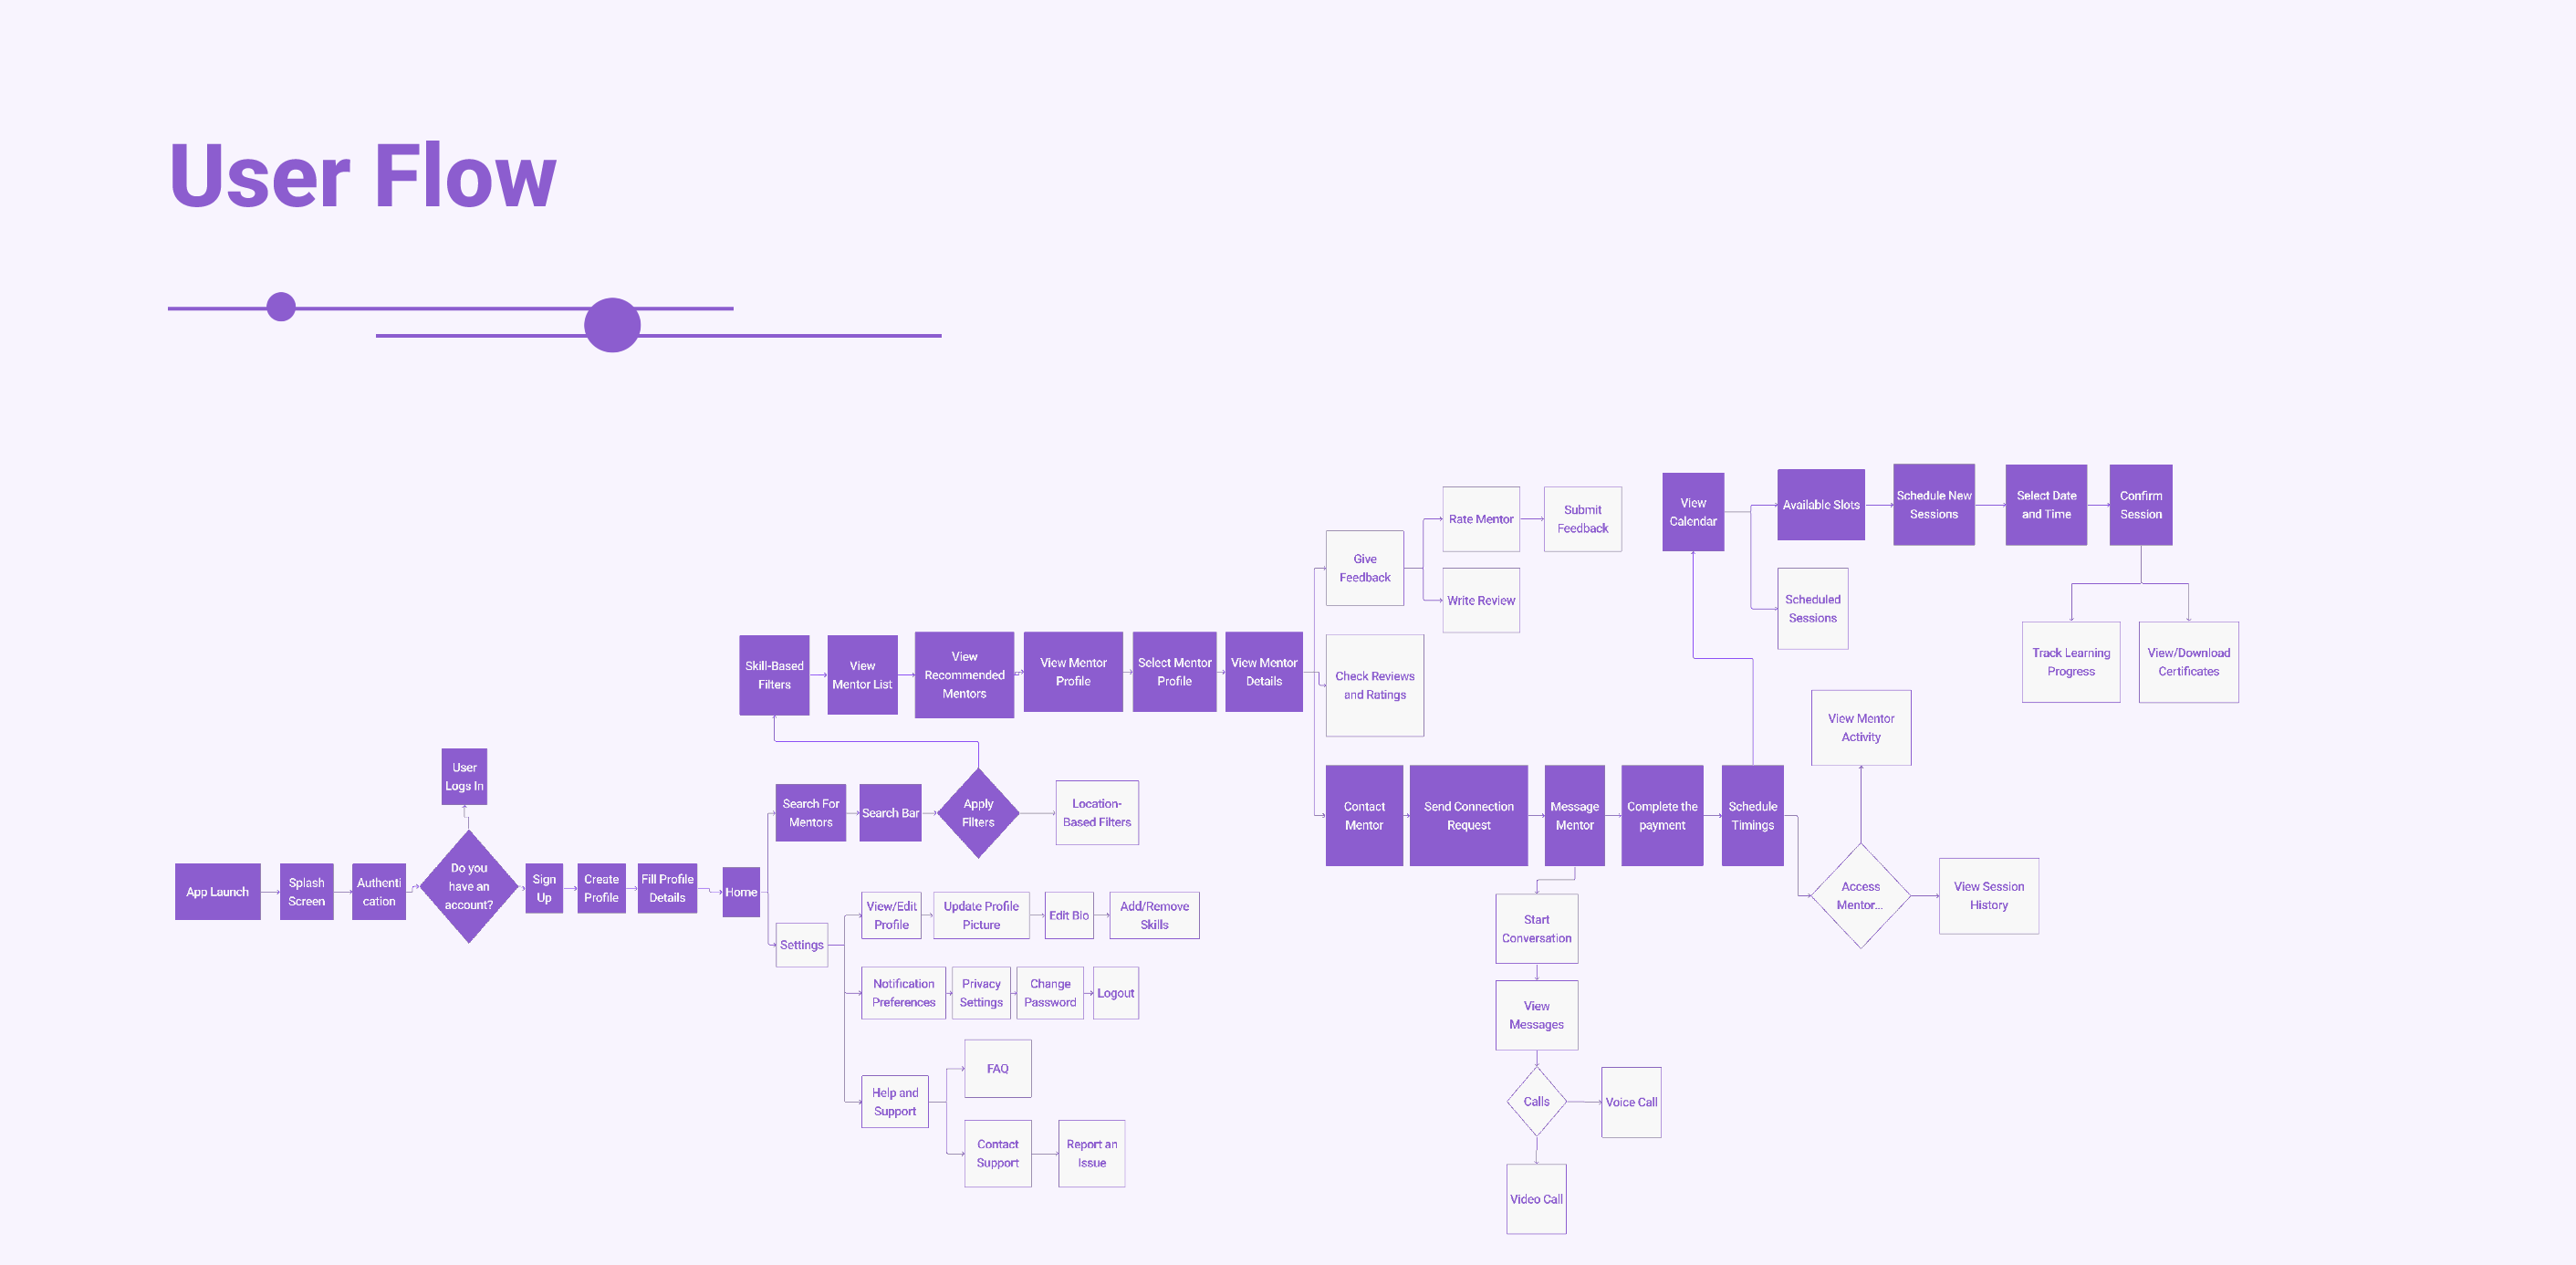 User Flow
App Launch
Splash
Screen
Authenti
cation
Do you
have an
account?
User
Logs In
Sign
Up
Create
Profile
Fill Profile
Details
Home
Search For
Mentors
Search Bar
Apply
Filters
Location-
Based Filters
Skill-Based
Filters
View
Mentor List
View
Recommended
Mentors
View Mentor
Profile
Select Mentor
Profile
View Mentor
Details
Settings
View/Edit
Profile
Update Profile
Picture
Edit Bio
Add/Remove
Skills
Notification
Preferences
Privacy
Settings
Change
Password
Logout
Help and
Support
FAQ
Contact
Support
Report an
Issue
Give
Feedback
Rate Mentor
Submit
Feedback
Write Review
Check Reviews
and Ratings
Contact
Mentor
Send Connection
Request
Message
Mentor
Complete the
payment
Schedule
Timings
Start
Conversation
View
Messages
Calls
Voice Call
Video Call
View
Calendar
Available Slots
Schedule New
Sessions
Select Date
and Time
Confirm
Session
Scheduled
Sessions
Track Learning
Progress
View/Download
Certificates
View Mentor
Activity
Access
Mentor...
View Session
History